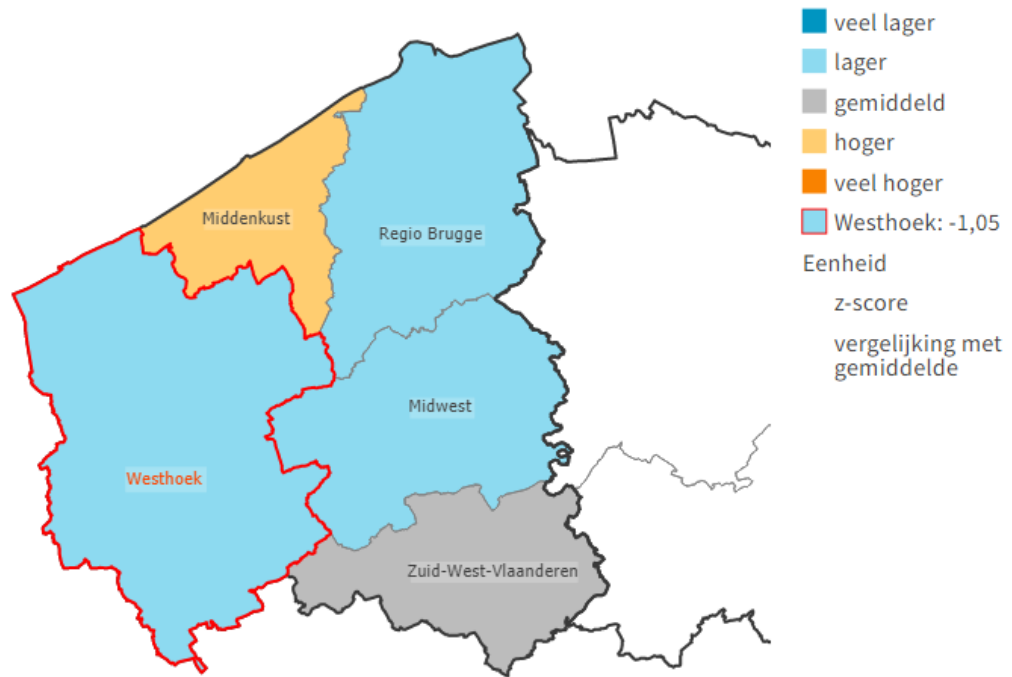 veel lager
lager
gemiddeld
hoger
veel hoger
Westhoek: -1,05
Eenheid
z-score
vergelijking met
gemiddelde
Middenkust
Regio Brugge
Midwest
Westhoek
Zuid-West-Vlaanderen